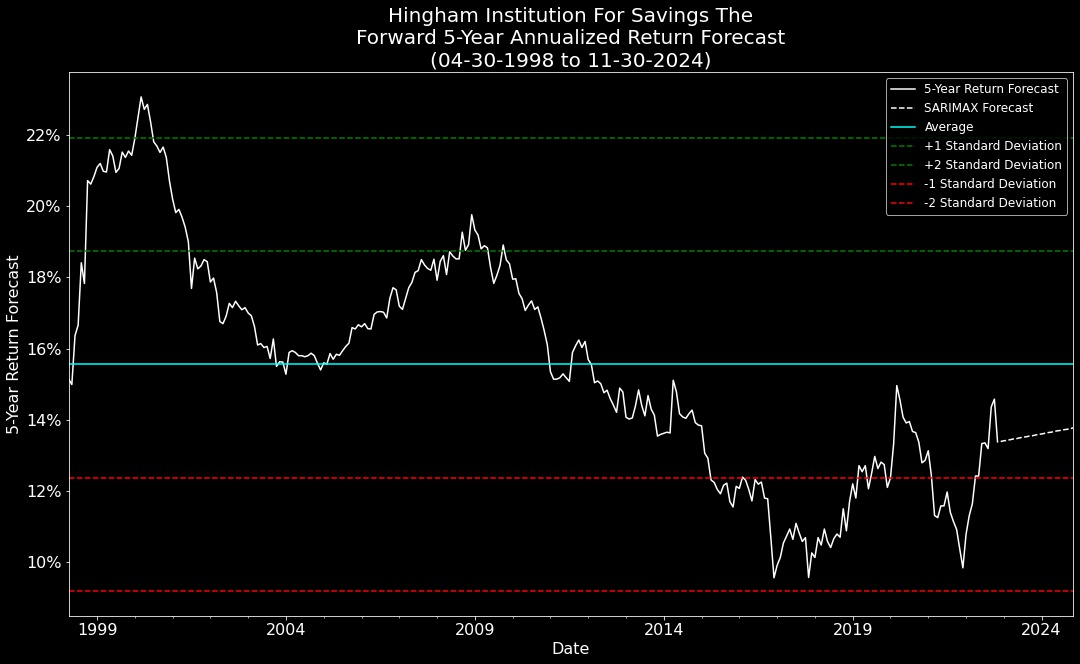 Hingham Institution For Savings The
Forward 5-Year Annualized Return Forecast
(04-30-1998 to 11-30-2024)
5-Year Return Forecast
SARIMAX Forecast
Average
+1 Standard Deviation
+2 Standard Deviation
-1 Standard Deviation
-2 Standard Deviation
5-Year Return Forecast
22%
20%
18%
16%
14%
12%
10%
1999
2004
2009
2014
2019
2024
Date